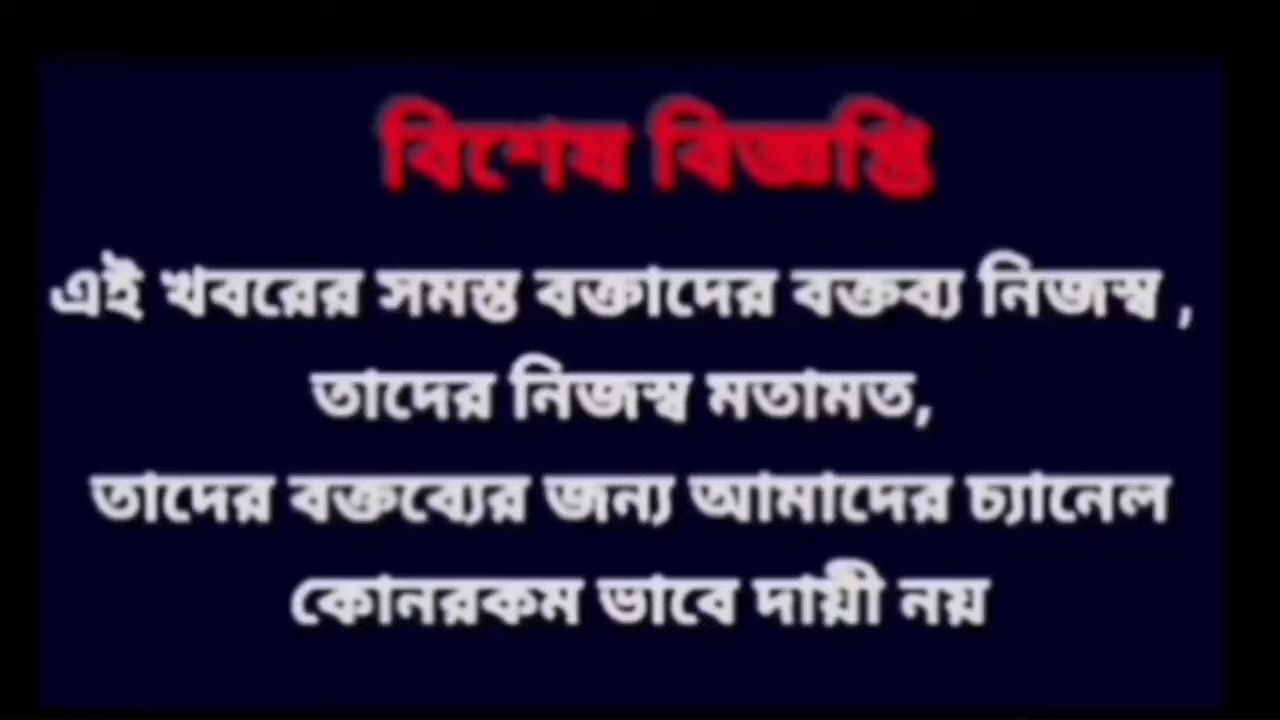 বিশেষ বিজ্ঞপ্তি
এই খবরের সমস্ত বক্তাদের বক্তব্য নিজস্ব ,
তাদের নিজস্ব মতামত,
তাদের বক্তব্যের জন্য আমাদের চ্যানেল
কোনরকম ভাবে দায়ী নয়